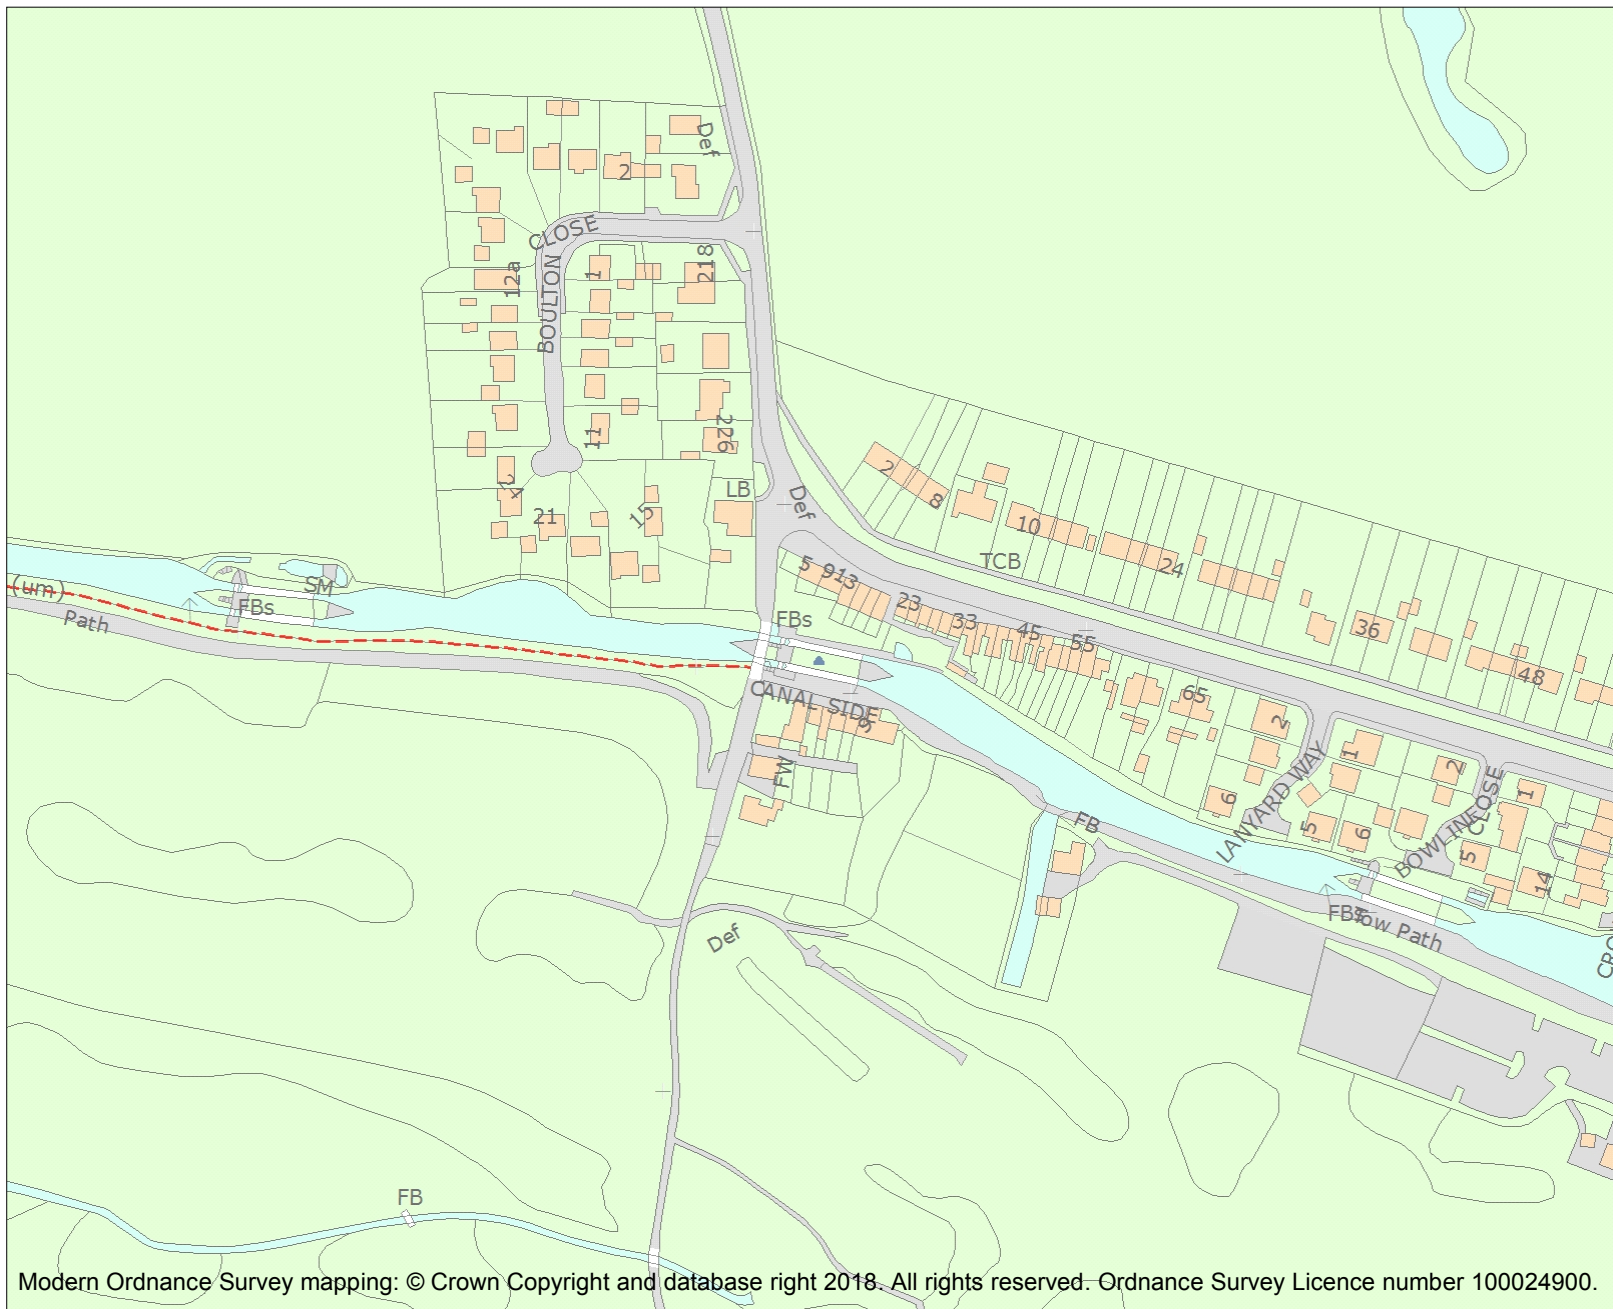 Def
2
CLOSE
218
12a
1
BOULTON
226
11
LB
Def
2
8
14
21
15
10
TCB
24
5 9 13
(um)
SM
FBs
Path
23
33
FBs
45
55
36
48
CANAL SIDE
9
65
2
1
2
FW
6
LANYARD WAY
5
6
BOWLIN CLOSE
1
5
14
FB
FBs
Tow Path
Def
FB
Modern Ordnance Survey mapping: © Crown Copyright and database right 2018. All rights reserved. Ordnance Survey Licence number 100024900.